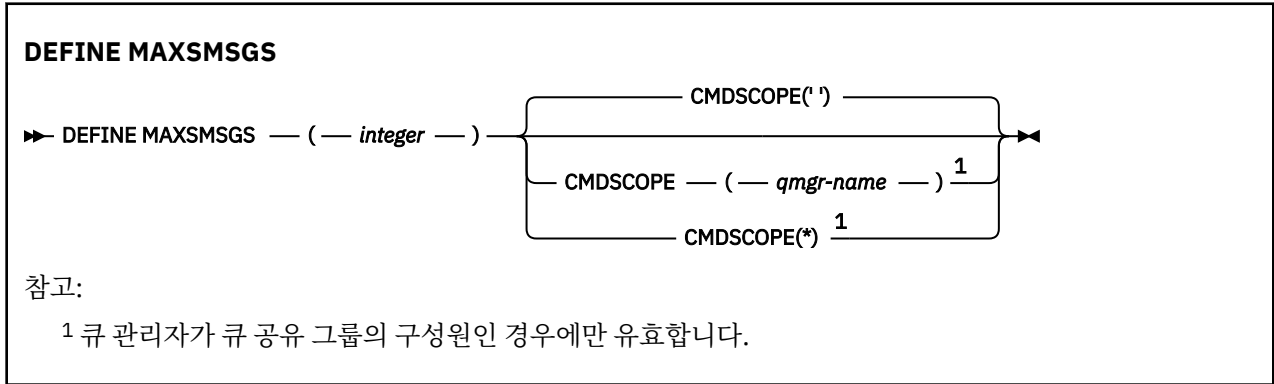 DEFINE MAXSMSGS
CMDSCOPE(' ')
DEFINE MAXSMSGS ( integer )
CMDSCOPE ( qmgr-name ) 1
CMDSCOPE(*) 1
참고:
1 큐 관리자가 큐 공유 그룹의 구성원인 경우에만 유효합니다.